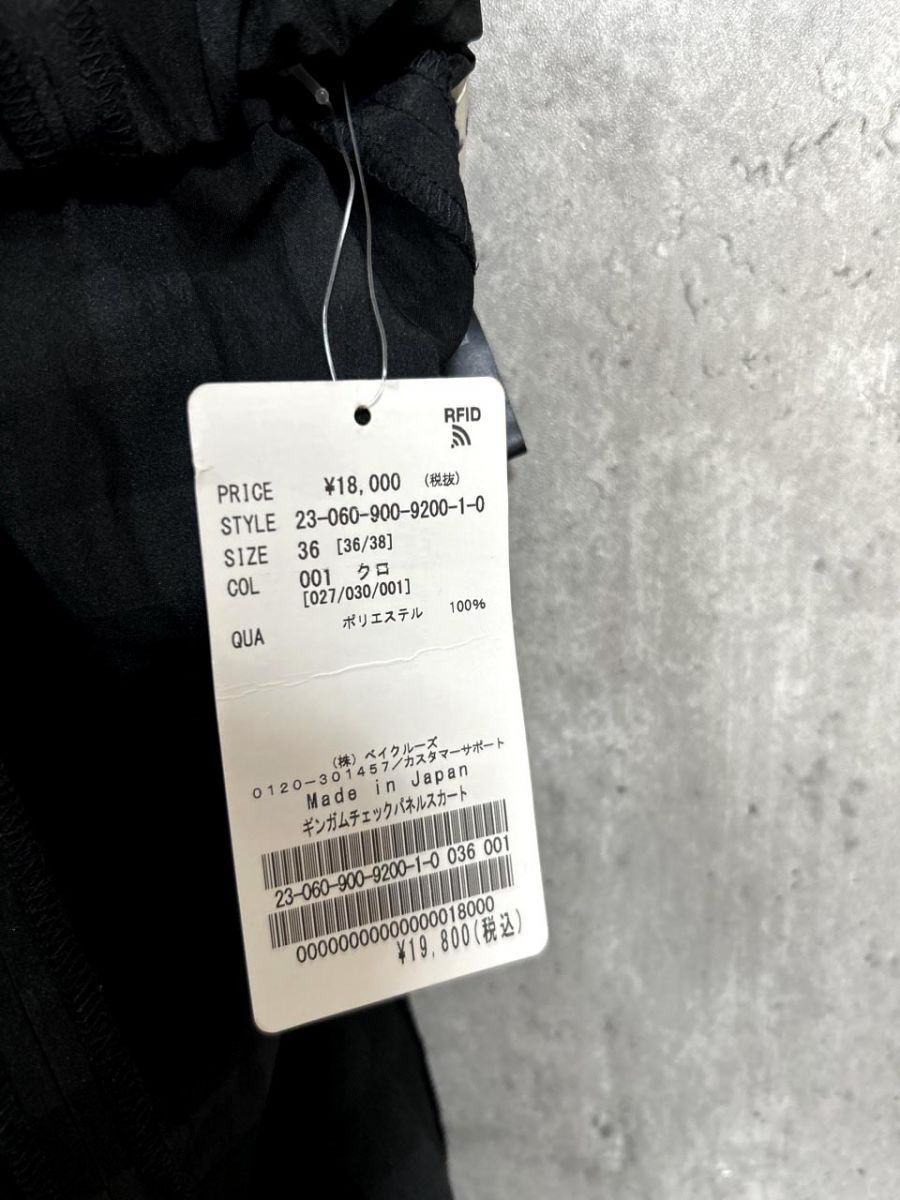 RFID
PRICE ¥18,000 (税抜)
STYLE 23-060-900-9200-1-0
SIZE 36 [36/38]
COL 001 クロ
[027/030/001]
QUA ポリエステル 100%
(株) ベイクルーズ
0120-301457/カスタマーサポート
Made in Japan
ギンガムチェックパネルスカート
23-060-900-9200-1-0 036 001
00000000000000018000
¥19,800(税込)